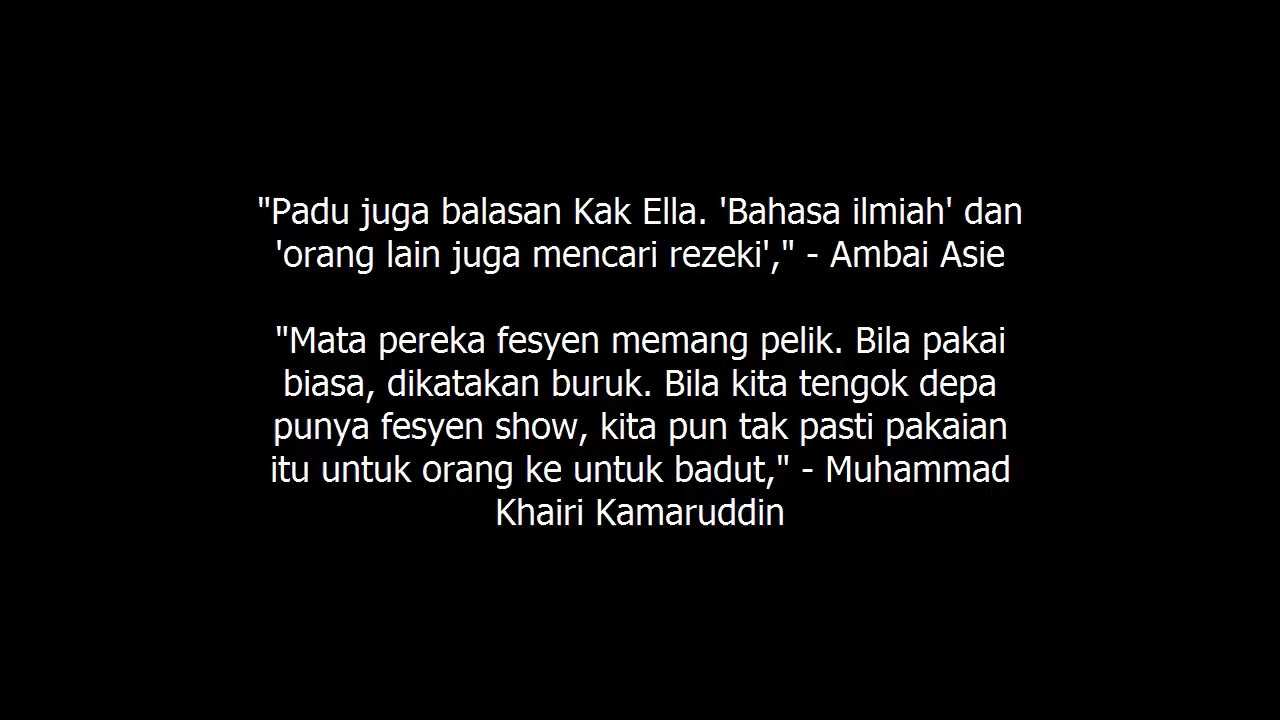 "Padu juga balasan Kak Ella. 'Bahasa ilmiah' dan
'orang lain juga mencari rezeki'," - Ambai Asie
"Mata pereka fesyen memang pelik. Bila pakai
biasa, dikatakan buruk. Bila kita tengok depa
punya fesyen show, kita pun tak pasti pakaian
itu untuk orang ke untuk badut," - Muhammad
Khairi Kamaruddin